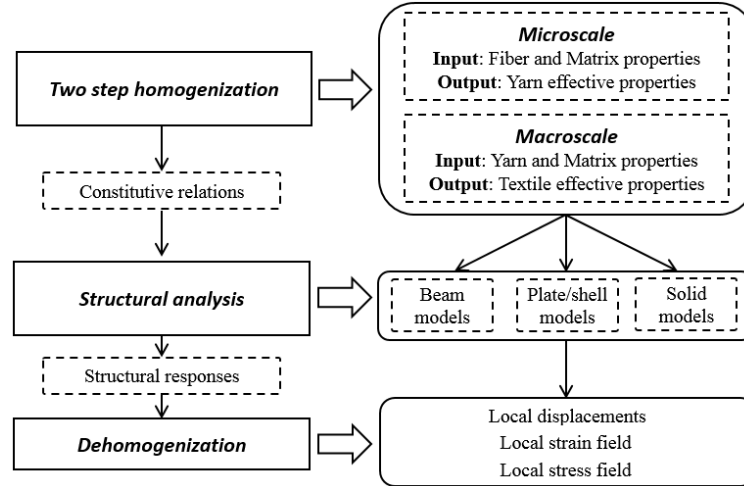 Two step homogenization
Constitutive relations
Structural analysis
Structural responses
Dehomogenization
Microscale
Input: Fiber and Matrix properties
Output: Yarn effective properties
Macroscale
Input: Yarn and Matrix properties
Output: Textile effective properties
Beam
models
Plate/shell
models
Solid
models
Local displacements
Local strain field
Local stress field